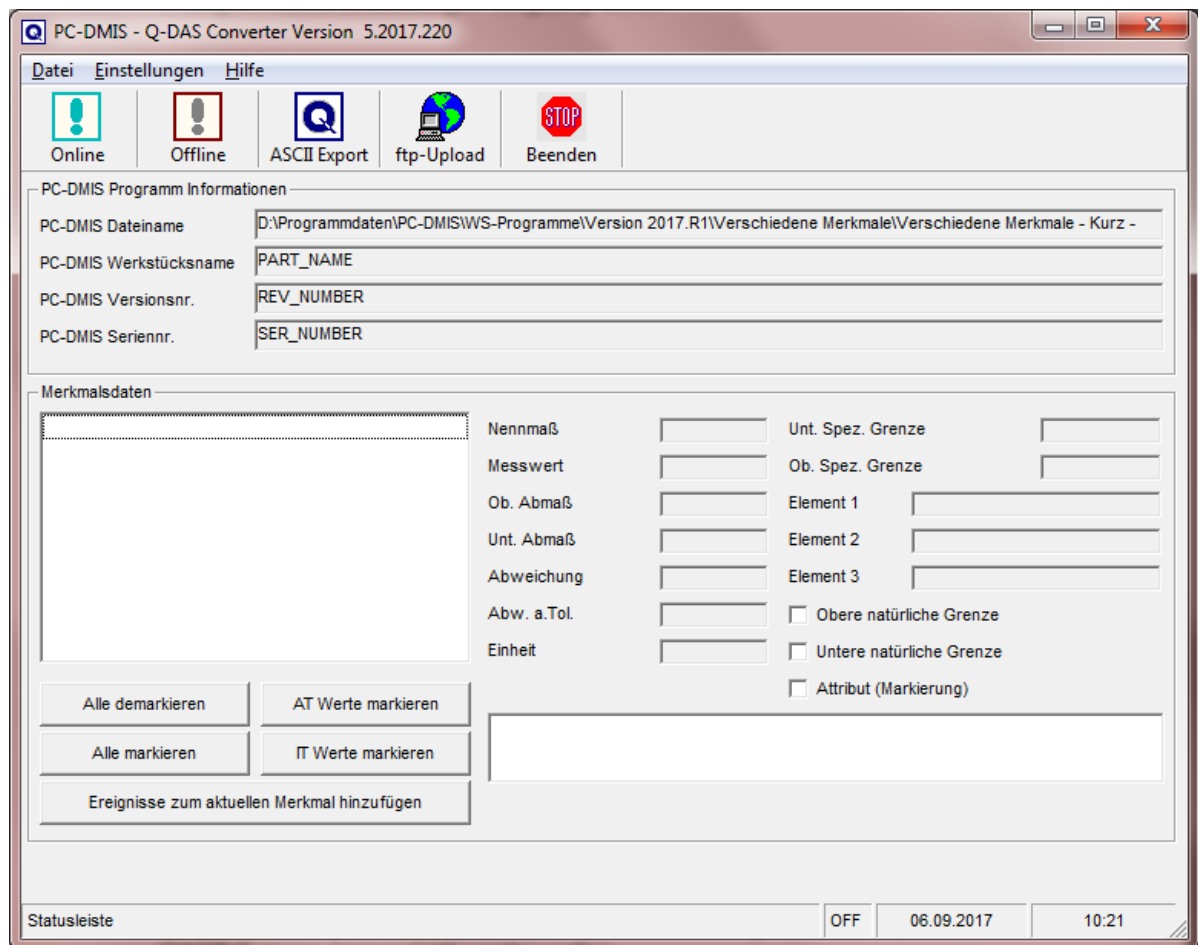 PC-DMIS - Q-DAS Converter Version 5.2017.220
Datei Einstellungen Hilfe
Online Offline ASCII Export ftp-Upload STOP Beenden
PC-DMIS Programm Informationen
PC-DMIS Dateiname D:\Programmdaten\PC-DMIS\WS-Programme\Version 2017.R1\Verschiedene Merkmale\Verschiedene Merkmale - Kurz -
PC-DMIS Werkstücksname PART_NAME
PC-DMIS Versionsnr. REV_NUMBER
PC-DMIS Seriennr. SER_NUMBER
Merkmalsdaten
Nennmaß Unt. Spez. Grenze
Messwert Ob. Spez. Grenze
Ob. Abmaß Element 1
Unt. Abmaß Element 2
Abweichung Element 3
Abw. a.Tol. Obere natürliche Grenze
Einheit Untere natürliche Grenze
Attribut (Markierung)
Alle demarkieren AT Werte markieren
Alle markieren IT Werte markieren
Ereignisse zum aktuellen Merkmal hinzufügen
Statusleiste OFF 06.09.2017 10:21